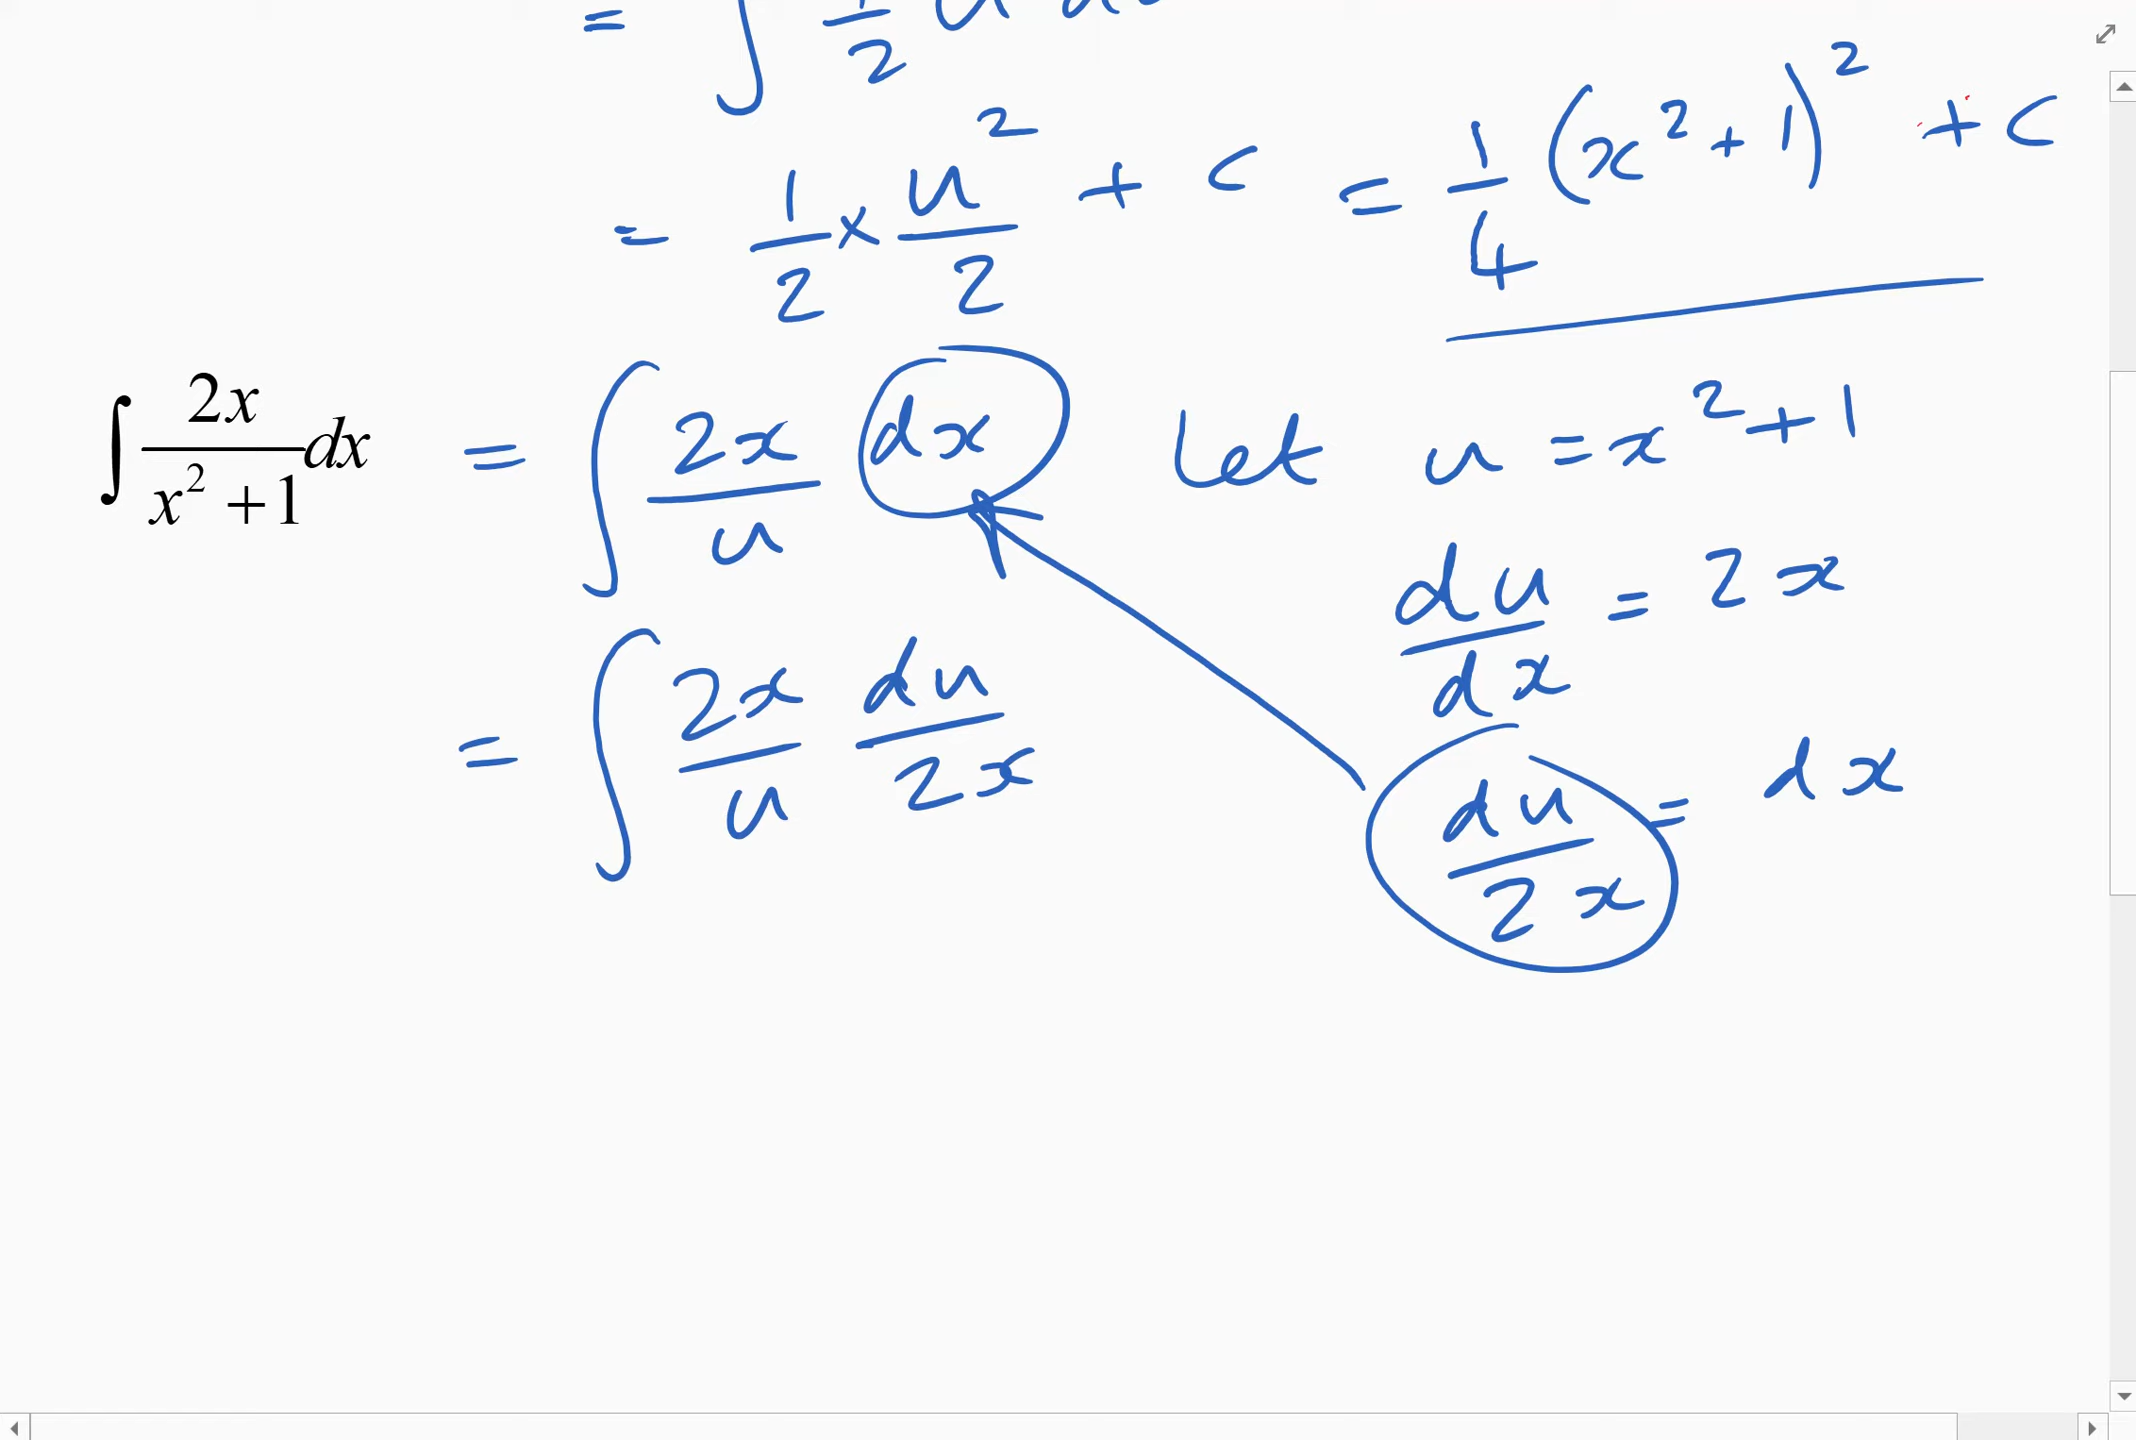 = ∫ 1/2 u du
= 1/2 × u²/2 + c = 1/4 (x² + 1)² + c
∫ 2x/(x² + 1) dx = ∫ 2x/u dx Let u = x² + 1
du/dx = 2x
= ∫ 2x/u du/2x
du/2x = dx